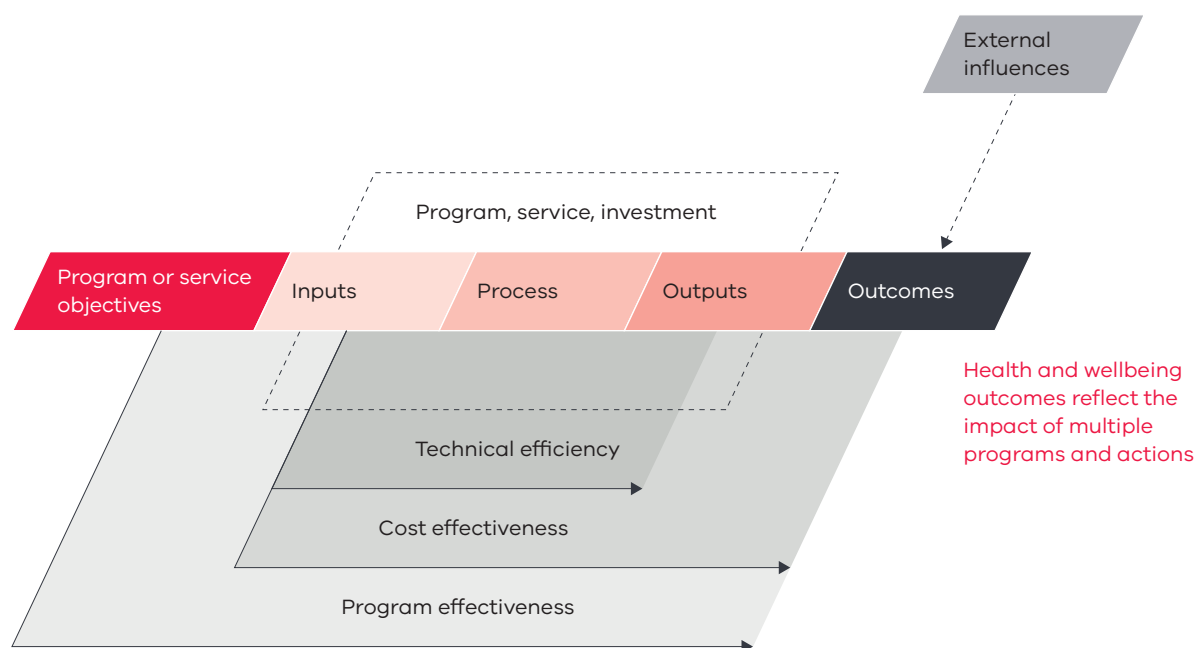 External
influences
Program, service, investment
Program or service
objectives
Inputs
Process
Outputs
Outcomes
Health and wellbeing
outcomes reflect the
impact of multiple
programs and actions
Technical efficiency
Cost effectiveness
Program effectiveness